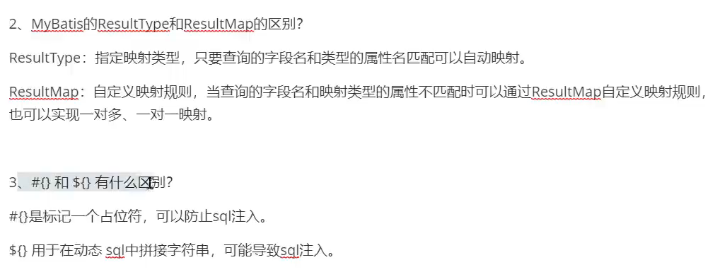 2、MyBatis的ResultType和ResultMap的区别？
ResultType：指定映射类型，只要查询的字段名和类型的属性名匹配可以自动映射。
ResultMap：自定义映射规则，当查询的字段名和映射类型的属性不匹配时可以通过ResultMap自定义映射规则，
也可以实现一对多、一对一映射。
3、#{} 和 ${} 有什么区别？
#{}是标记一个占位符，可以防止sql注入。
${} 用于在动态 sql中拼接字符串，可能导致sql注入。